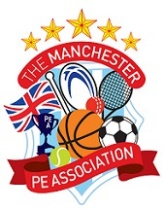 THE MANCHESTER
PE ASSOCIATION